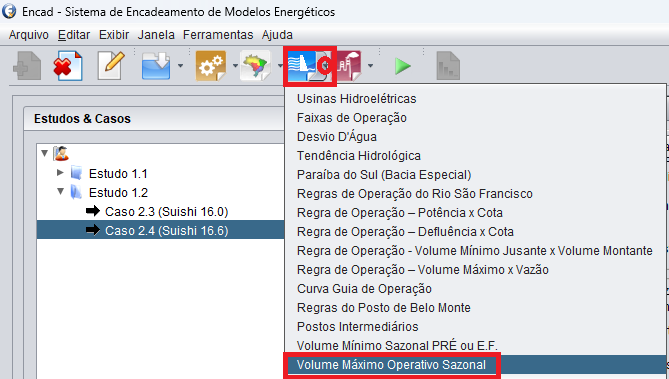 Encad - Sistema de Encadeamento de Modelos Energéticos
Arquivo Editar Exibir Janela Ferramentas Ajuda
Estudos & Casos
Estudo 1.1
Estudo 1.2
Caso 2.3 (Suishi 16.0)
Caso 2.4 (Suishi 16.6)
Usinas Hidroelétricas
Faixas de Operação
Desvio D'Água
Tendência Hidrológica
Paraíba do Sul (Bacia Especial)
Regras de Operação do Rio São Francisco
Regra de Operação – Potência x Cota
Regra de Operação – Defluência x Cota
Regra de Operação - Volume Mínimo Jusante x Volume Montante
Regra de Operação – Volume Máximo x Vazão
Curva Guia de Operação
Regras do Posto de Belo Monte
Postos Intermediários
Volume Mínimo Sazonal PRÉ ou E.F.
Volume Máximo Operativo Sazonal